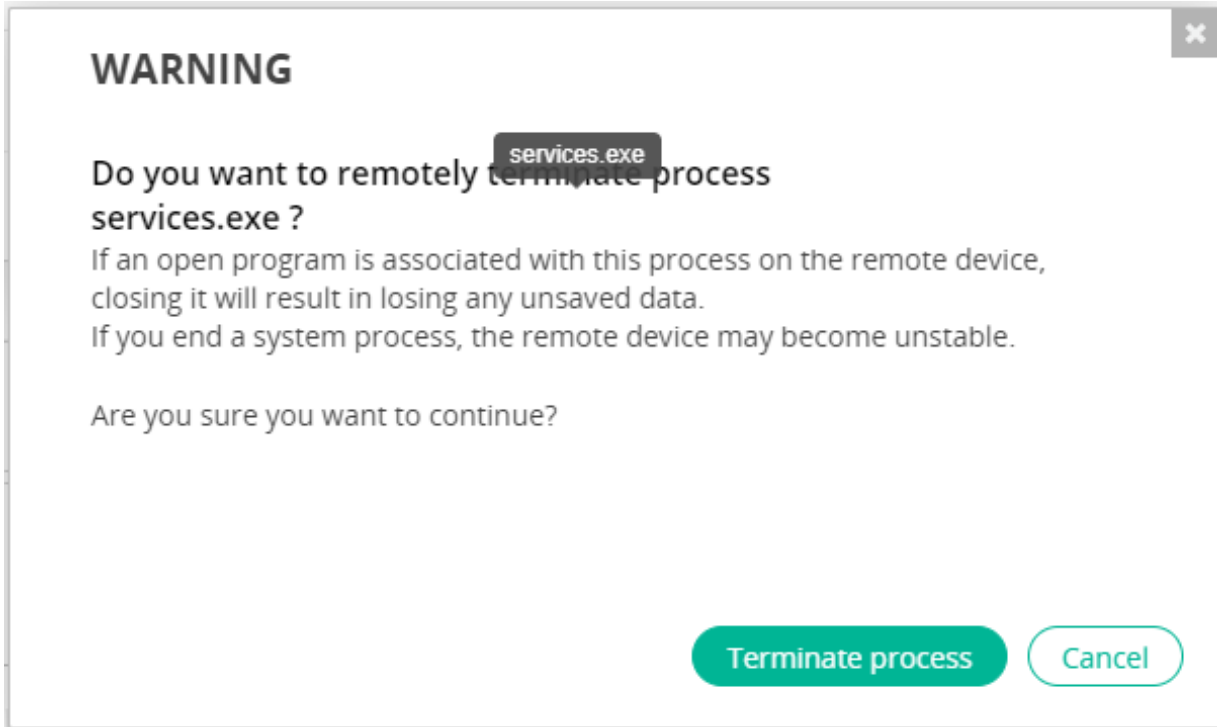 WARNING
services.exe
Do you want to remotely terminate process
services.exe ?
If an open program is associated with this process on the remote device,
closing it will result in losing any unsaved data.
If you end a system process, the remote device may become unstable.
Are you sure you want to continue?
Terminate process
Cancel